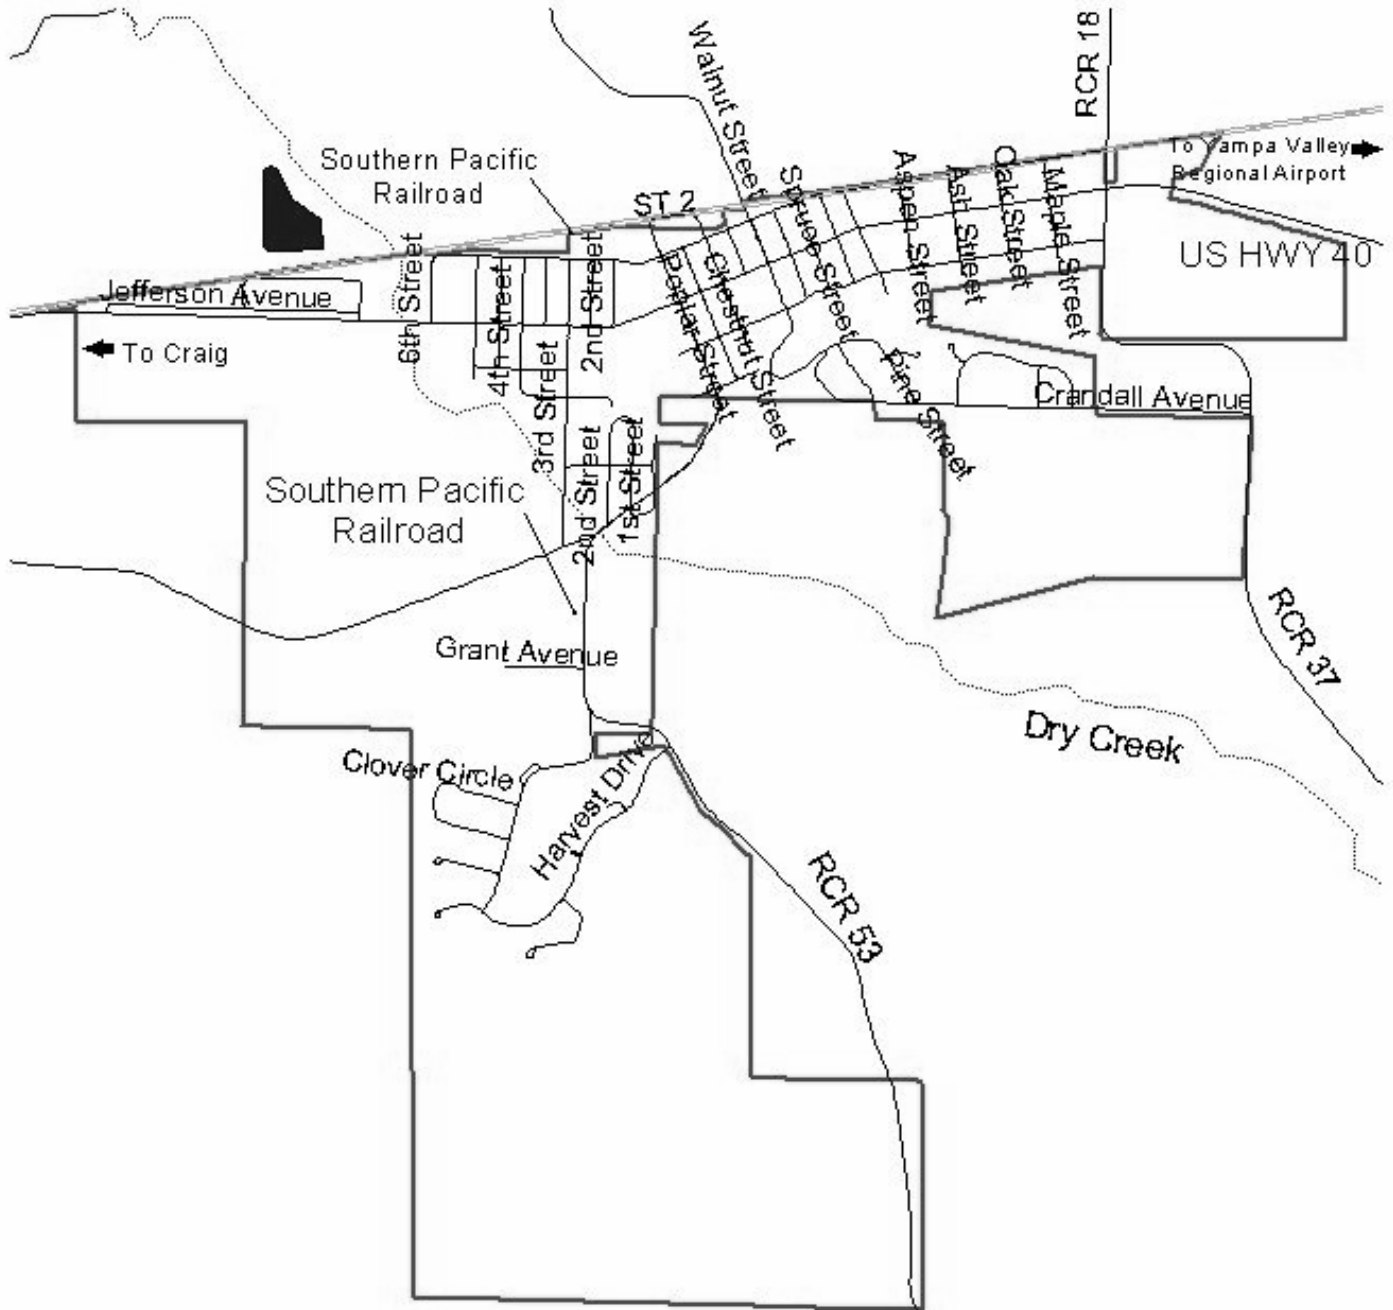 Walnut Street
RCR 18
Southern Pacific
Railroad
To Yampa Valley
Regional Airport
ST 2
Spruce Street
Aspen Street
Ash Street
Oak Street
Maple Street
US HWY 40
Jefferson Avenue
6th Street
4th Street
2nd Street
Poplar Street
Chestnut Street
To Craig
3rd Street
Pine Street
Crandall Avenue
2nd Street
1st Street
Southern Pacific
Railroad
RCR 37
Grant Avenue
Dry Creek
Clover Circle
Harvest Drive
RCR 53